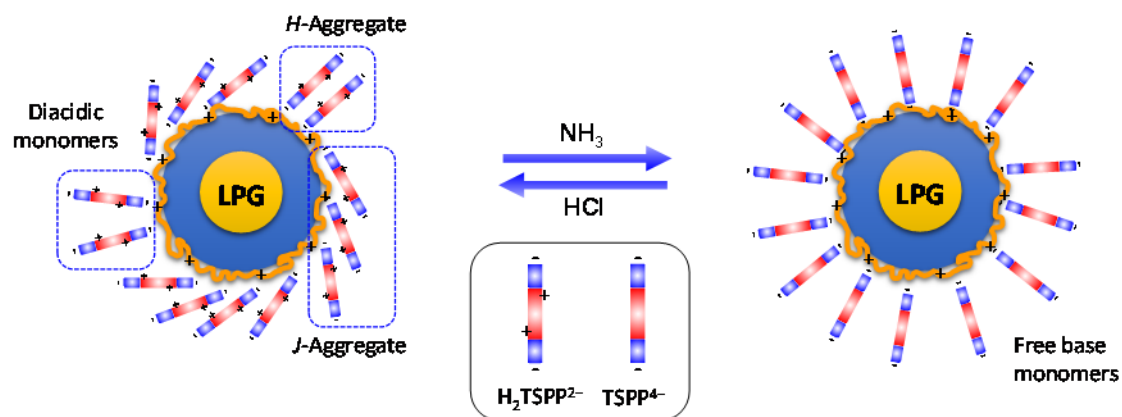 H-Aggregate
Diacidic
monomers
LPG
J-Aggregate
NH₃
HCl
H₂TSPP²⁻ TSPP⁴⁻
LPG
Free base
monomers